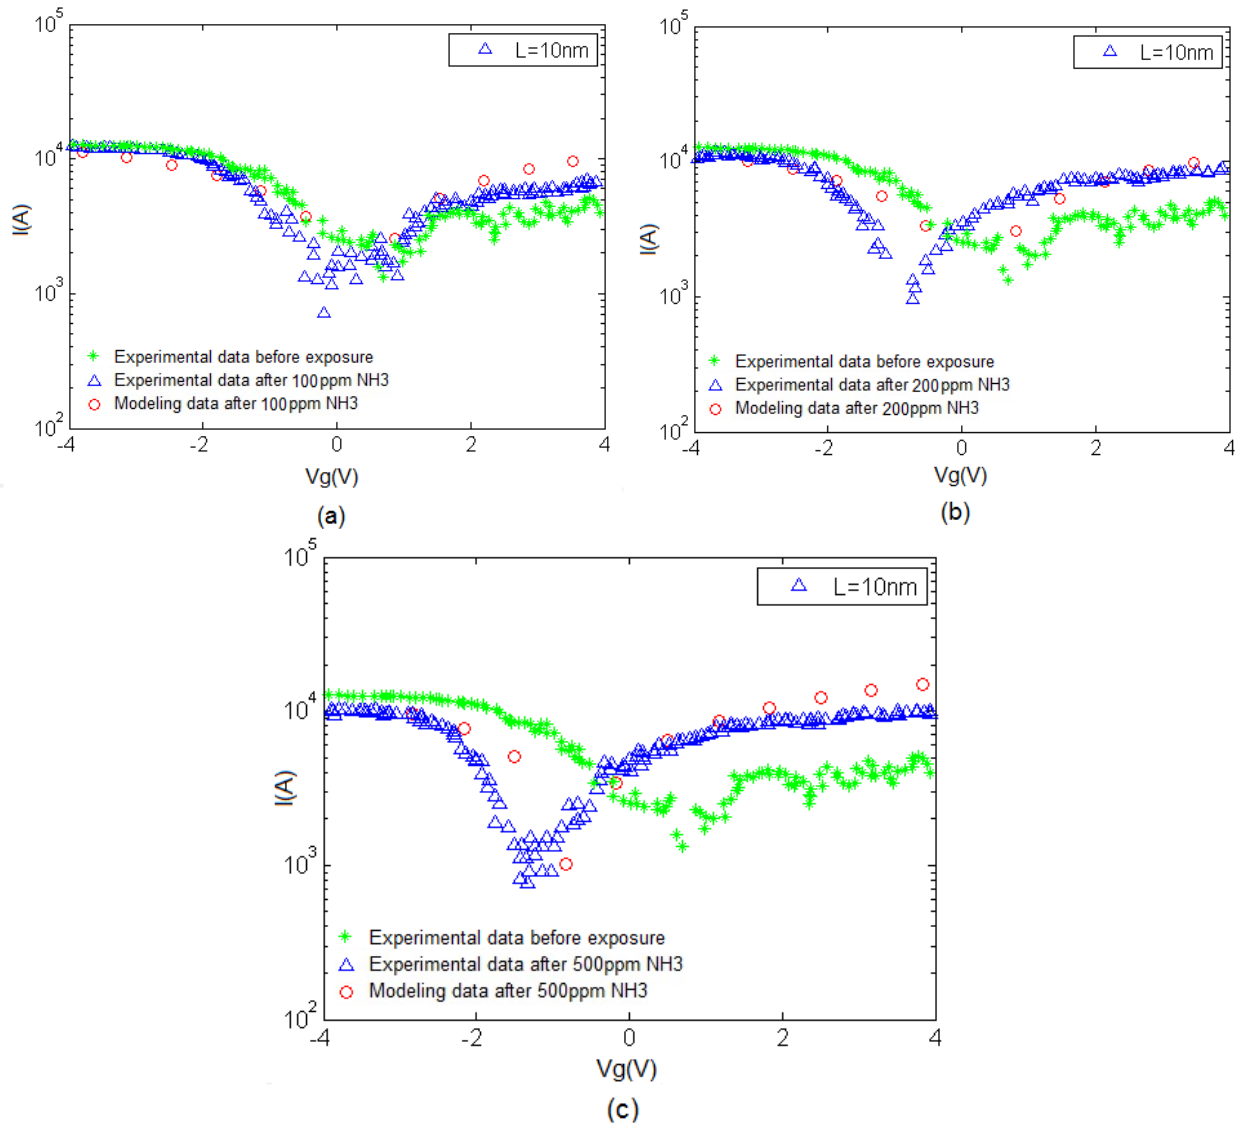 10^5
L=10nm
10^4
I(A)
10^3
Experimental data before exposure
Experimental data after 100ppm NH3
Modeling data after 100ppm NH3
10^2
-4 -2 0 2 4
Vg(V)
(a)
10^5
L=10nm
10^4
I(A)
10^3
Experimental data before exposure
Experimental data after 200ppm NH3
Modeling data after 200ppm NH3
10^2
-4 -2 0 2 4
Vg(V)
(b)
10^5
L=10nm
10^4
I(A)
10^3
Experimental data before exposure
Experimental data after 500ppm NH3
Modeling data after 500ppm NH3
10^2
-4 -2 0 2 4
Vg(V)
(c)